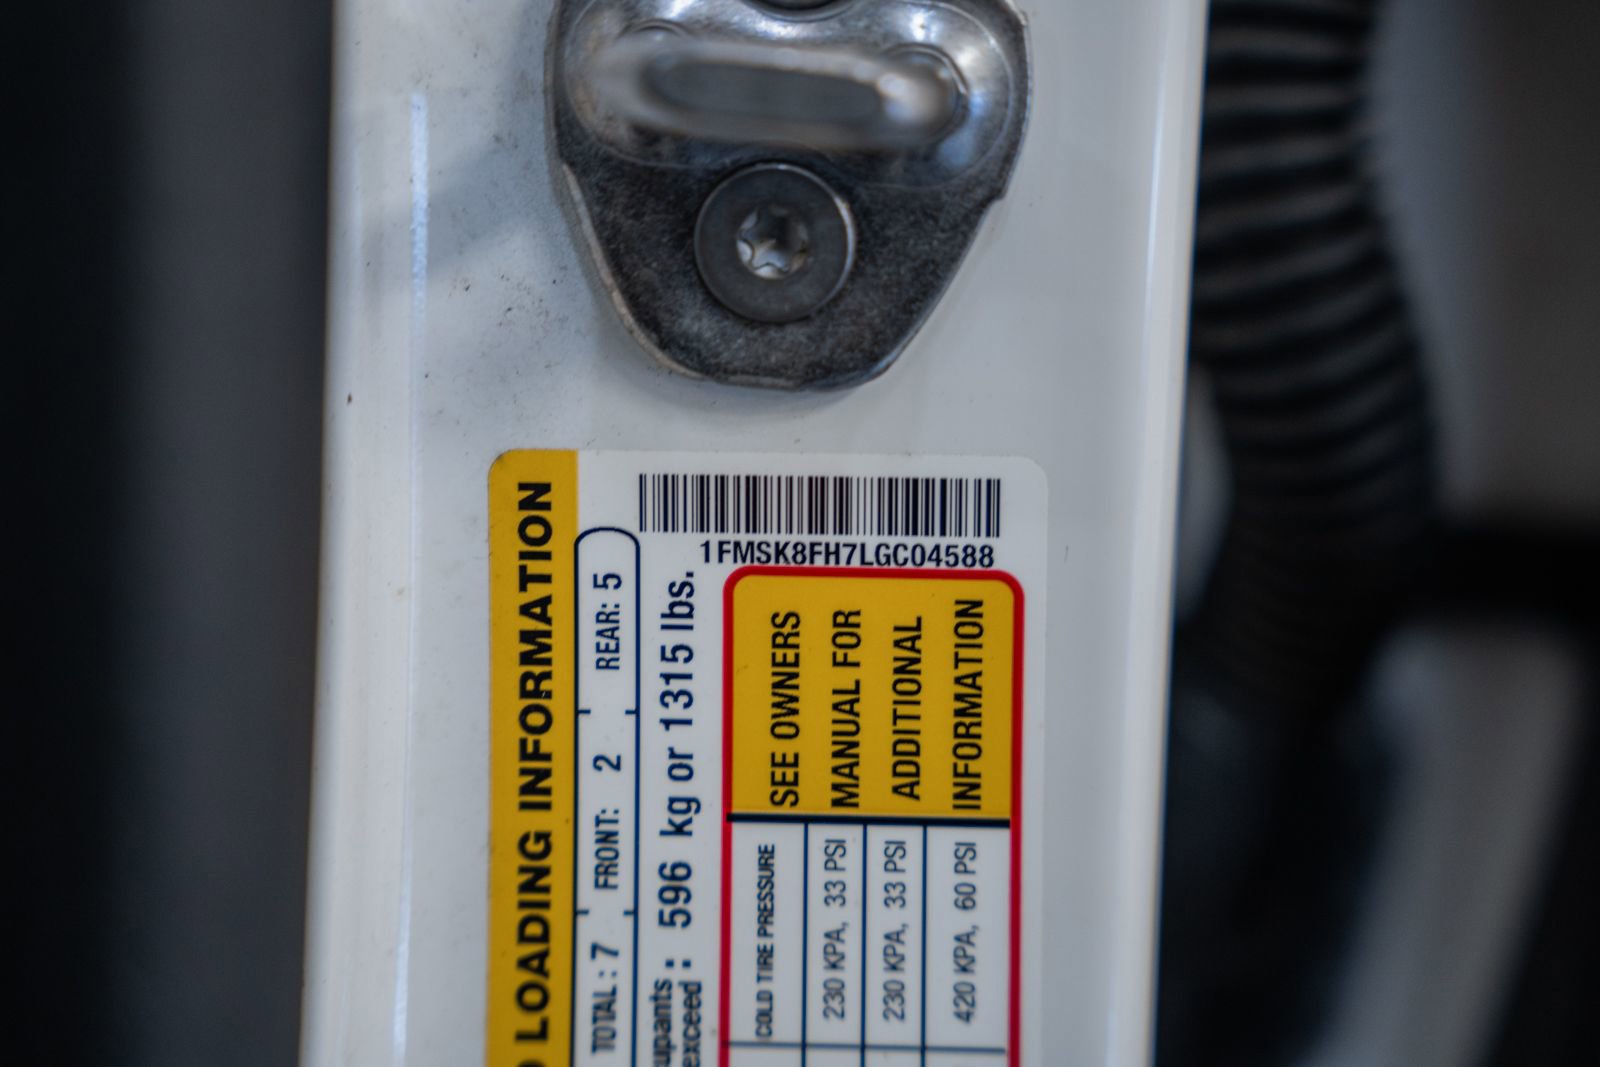 1FMSK8FH7LGC04588
LOADING INFORMATION
TOTAL: 7 FRONT: 2 REAR: 5
exceed: 596 kg or 1315 lbs.
COLD TIRE PRESSURE
230 KPA, 33 PSI
230 KPA, 33 PSI
420 KPA, 60 PSI
SEE OWNERS
MANUAL FOR
ADDITIONAL
INFORMATION